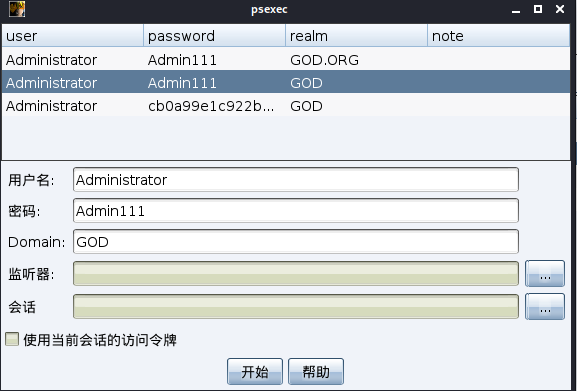 psexec
user password realm note
Administrator Admin111 GOD.ORG
Administrator Admin111 GOD
Administrator cb0a99e1c922b... GOD
用户名: Administrator
密码: Admin111
Domain: GOD
监听器: ...
会话 ...
使用当前会话的访问令牌
开始 帮助